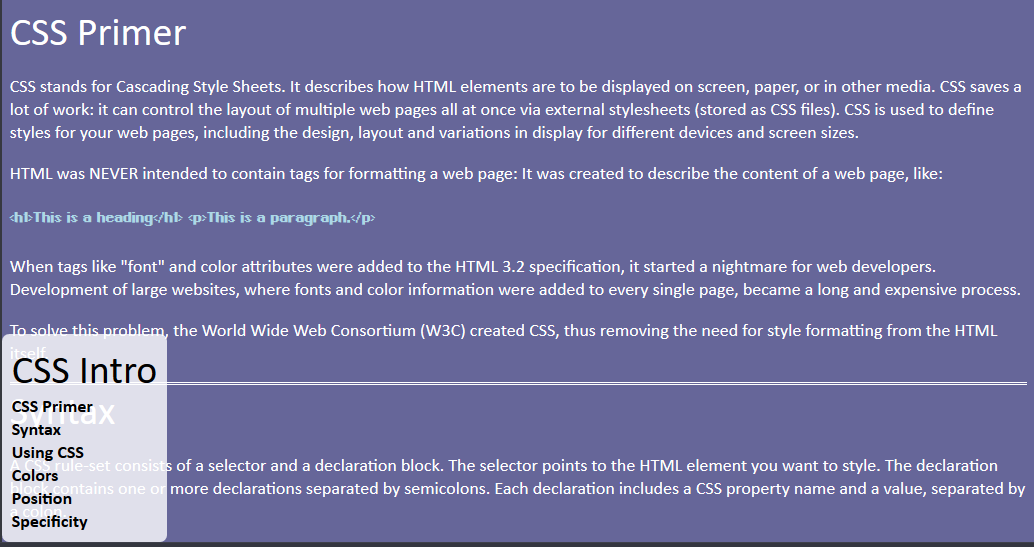 CSS Primer
CSS stands for Cascading Style Sheets. It describes how HTML elements are to be displayed on screen, paper, or in other media. CSS saves a
lot of work: it can control the layout of multiple web pages all at once via external stylesheets (stored as CSS files). CSS is used to define
styles for your web pages, including the design, layout and variations in display for different devices and screen sizes.
HTML was NEVER intended to contain tags for formatting a web page: It was created to describe the content of a web page, like:
<h1>This is a heading</h1> <p>This is a paragraph.</p>
When tags like "font" and color attributes were added to the HTML 3.2 specification, it started a nightmare for web developers.
Development of large websites, where fonts and color information were added to every single page, became a long and expensive process.
To solve this problem, the World Wide Web Consortium (W3C) created CSS, thus removing the need for style formatting from the HTML
itself.
Syntax
A CSS rule-set consists of a selector and a declaration block. The selector points to the HTML element you want to style. The declaration
block contains one or more declarations separated by semicolons. Each declaration includes a CSS property name and a value, separated by
a colon.
CSS Intro
CSS Primer
Syntax
Using CSS
Colors
Position
Specificity